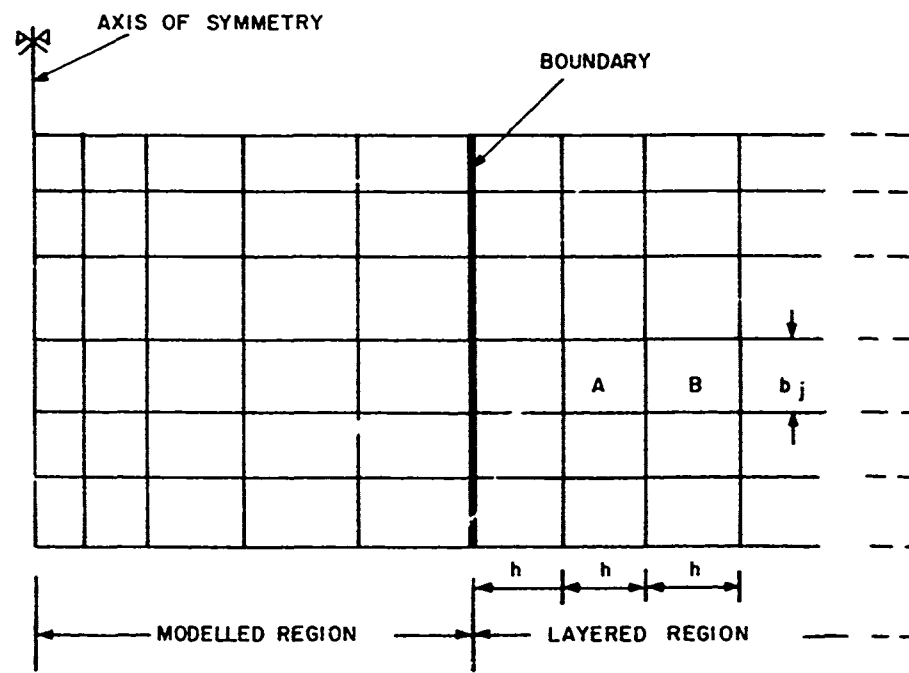 AXIS OF SYMMETRY
BOUNDARY
A B b j
h h h
MODELLED REGION LAYERED REGION